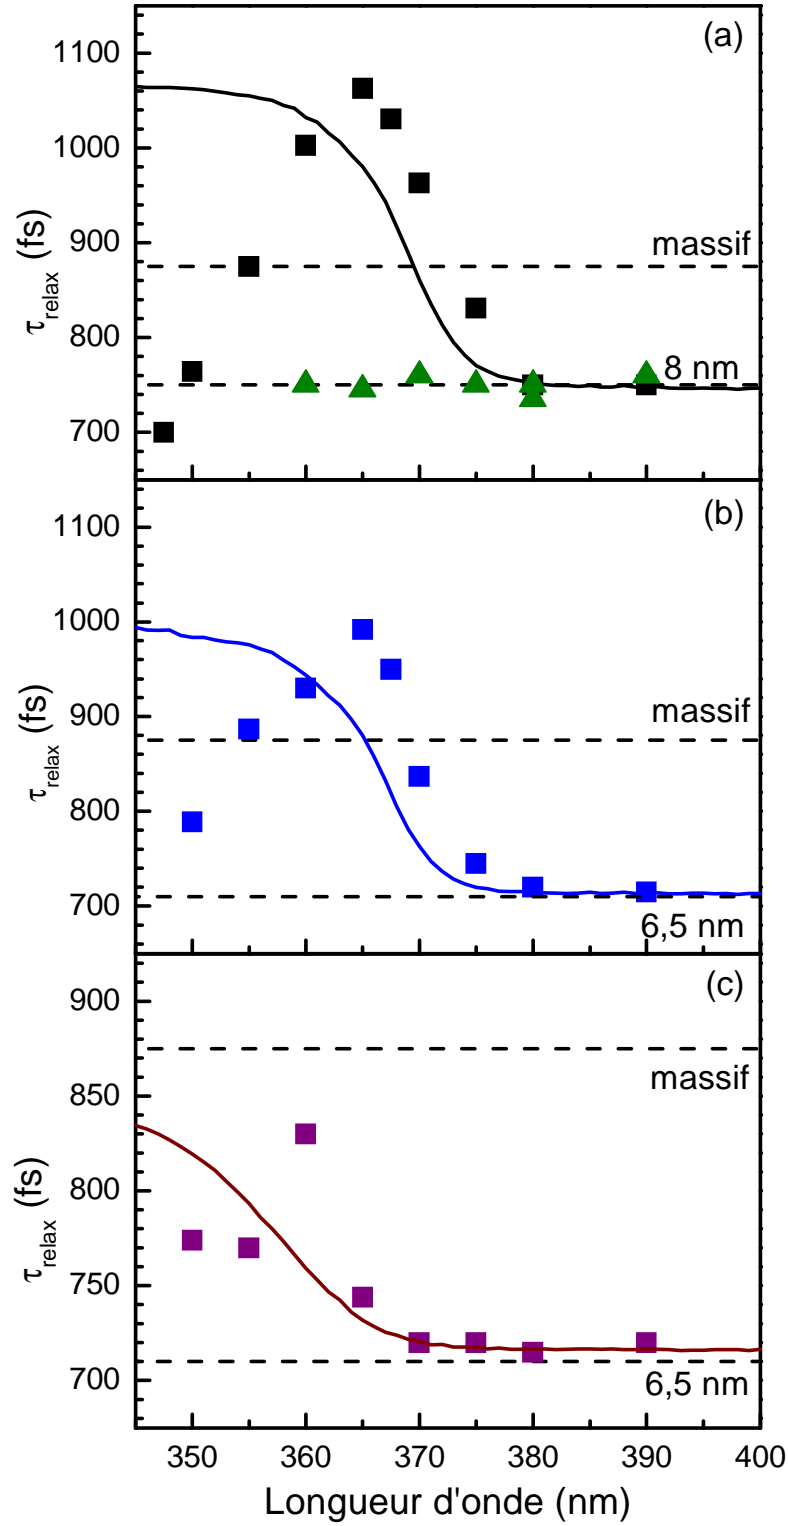 (a)
1100
1000
900
800
700
τrelax (fs)
massif
8 nm
(b)
1100
1000
900
800
700
τrelax (fs)
massif
6,5 nm
(c)
900
850
800
750
700
τrelax (fs)
massif
6,5 nm
350 360 370 380 390 400
Longueur d'onde (nm)